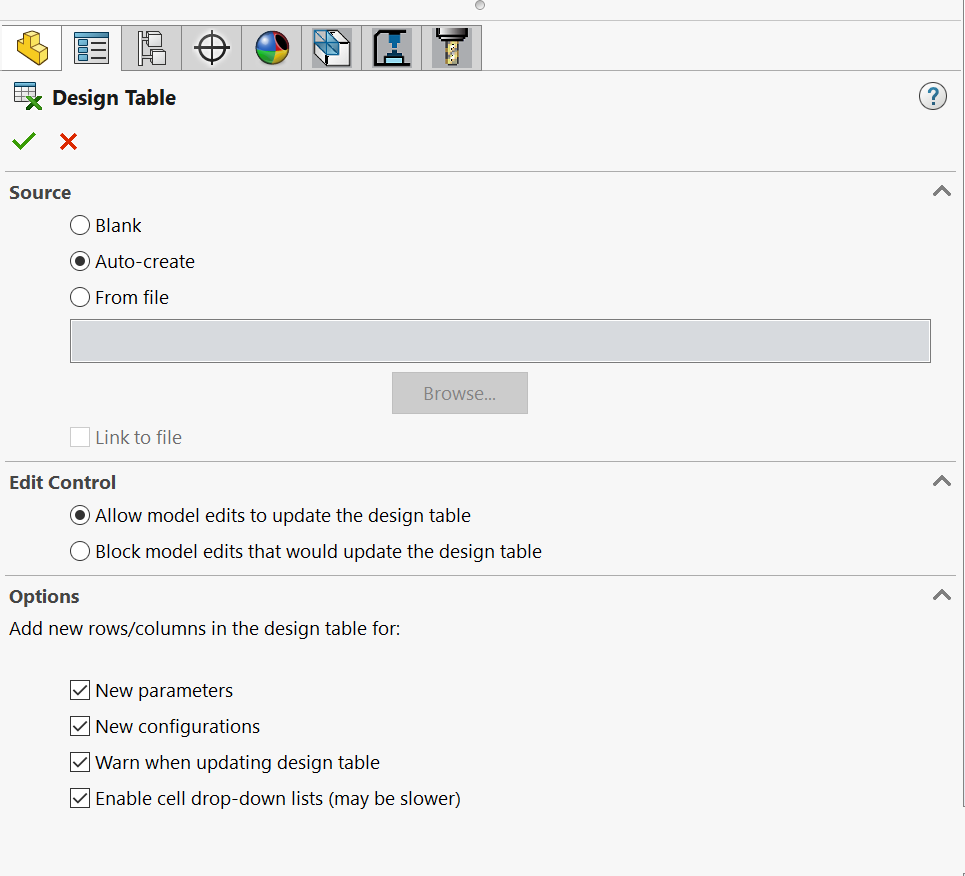 Design Table
?
Source
Blank
Auto-create
From file
Browse...
Link to file
Edit Control
Allow model edits to update the design table
Block model edits that would update the design table
Options
Add new rows/columns in the design table for:
New parameters
New configurations
Warn when updating design table
Enable cell drop-down lists (may be slower)